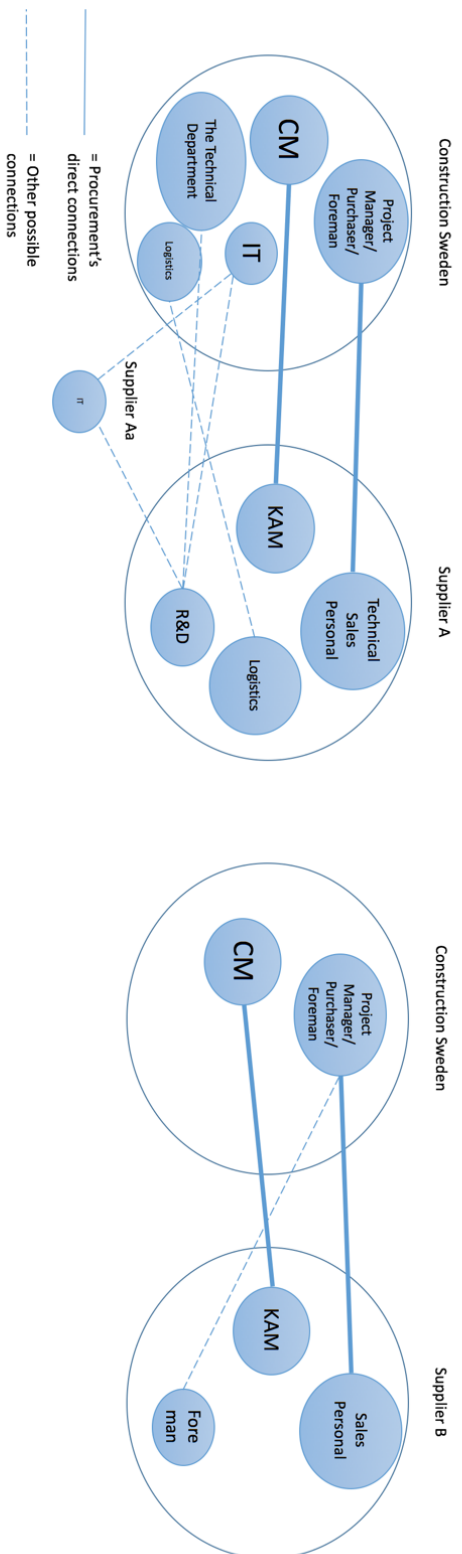 Construction Sweden
Supplier A
Project
Manager/
Purchaser/
Foreman
Technical
Sales
Personal
CM
KAM
IT
Logistics
The Technical
Department
Logistics
R&D
Supplier Aa
IT
Construction Sweden
Supplier B
Project
Manager/
Purchaser/
Foreman
Sales
Personal
CM
KAM
Fore
man
= Procurement's
direct connections
= Other possible
connections